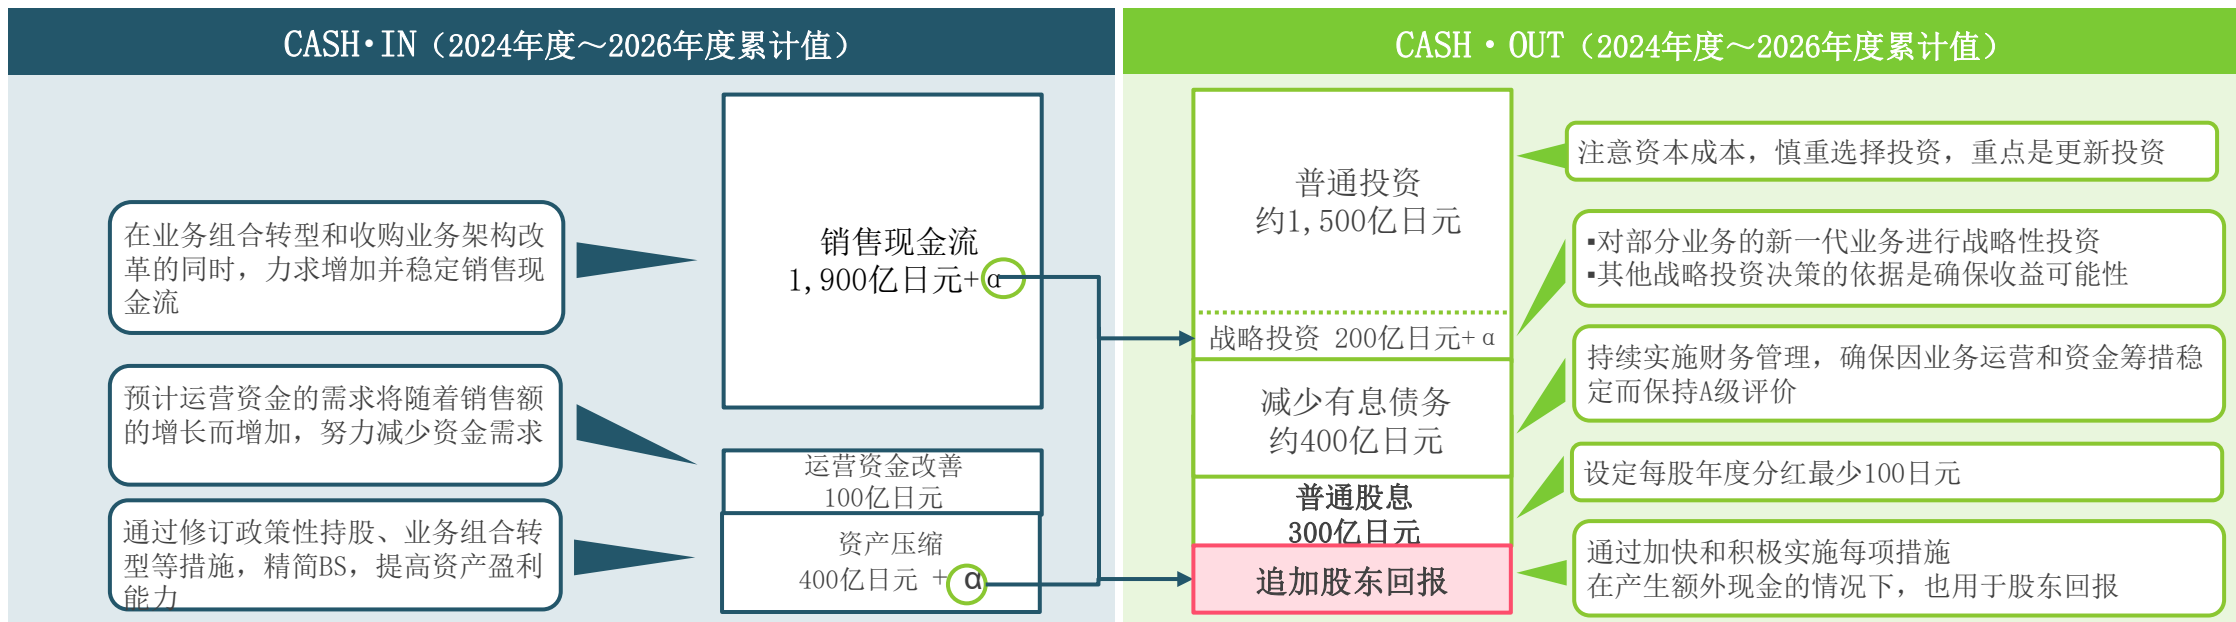 CASH·IN（2024年度～2026年度累计值）
在业务组合转型和收购业务架构改
革的同时，力求增加并稳定销售现
金流
销售现金流
1,900亿日元+α
预计运营资金的需求将随着销售额
的增长而增加，努力减少资金需求
运营资金改善
100亿日元
通过修订政策性持股、业务组合转
型等措施，精简BS，提高资产盈利
能力
资产压缩
400亿日元 + α
CASH・OUT（2024年度～2026年度累计值）
普通投资
约1,500亿日元
注意资本成本，慎重选择投资，重点是更新投资
战略投资 200亿日元+α
▪对部分业务的新一代业务进行战略性投资
▪其他战略投资决策的依据是确保收益可能性
减少有息债务
约400亿日元
持续实施财务管理，确保因业务运营和资金筹措稳
定而保持A级评价
普通股息
300亿日元
设定每股年度分红最少100日元
追加股东回报
通过加快和积极实施每项措施
在产生额外现金的情况下，也用于股东回报